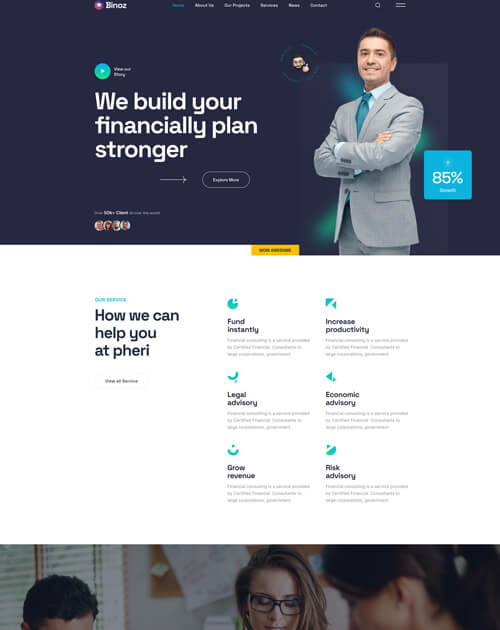 Binoz
Home About Us Our Projects Services News Contact
View our
Story
We build your
financially plan
stronger
Explore More
Over 50k+ Client all over the world
85%
Growth
MORE AWESOME
OUR SERVICE
How we can
help you
at pheri
View all Service
Fund
instantly
Financial consulting is a service provided
by Certified Financial Consultants to
large corporations, government
Increase
productivity
Financial consulting is a service provided
by Certified Financial Consultants to
large corporations, government
Legal
advisory
Financial consulting is a service provided
by Certified Financial Consultants to
large corporations, government
Economic
advisory
Financial consulting is a service provided
by Certified Financial Consultants to
large corporations, government
Grow
revenue
Financial consulting is a service provided
by Certified Financial Consultants to
large corporations, government
Risk
advisory
Financial consulting is a service provided
by Certified Financial Consultants to
large corporations, government